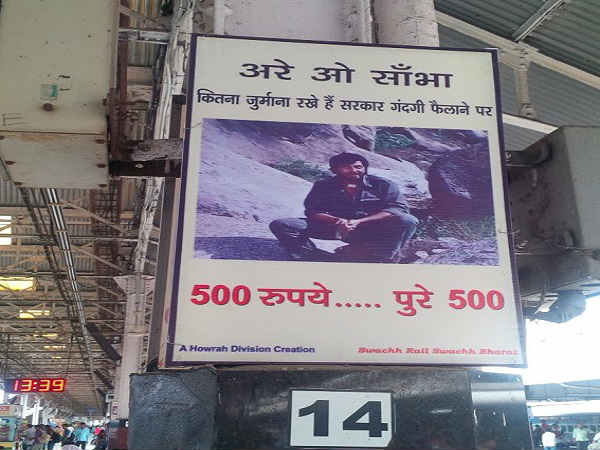 अरे ओ साँभा
कितना जुर्माना रखे हैं सरकार गंदगी फैलाने पर
500 रुपये..... पुरे 500
A Howrah Division Creation
Swachh Rail Swachh Bharat
14
13:39